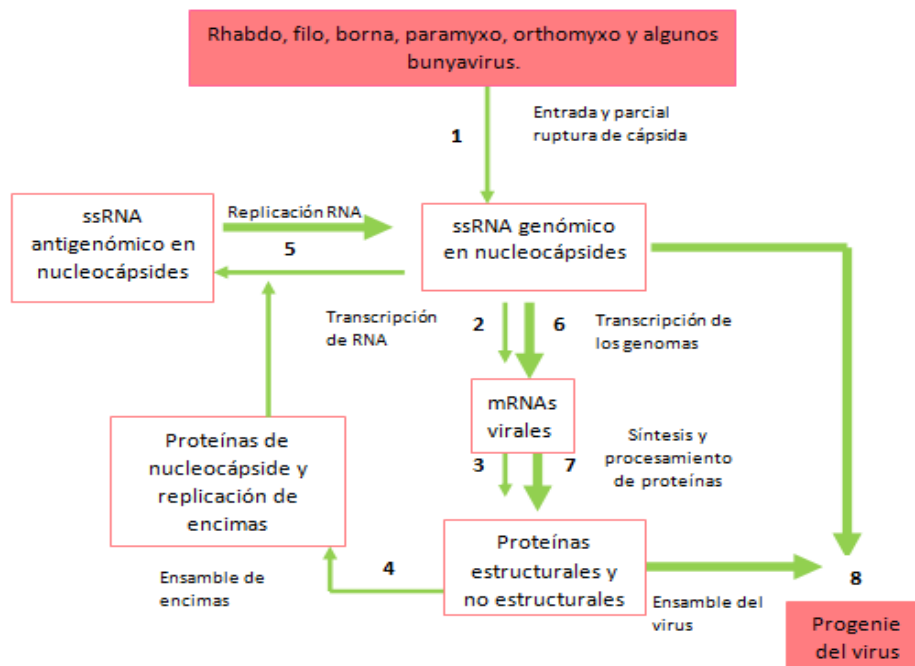 Rhabdo, filo, borna, paramyxo, orthomyxo y algunos
bunyavirus.
1
Entrada y parcial
ruptura de cápsida
ssRNA
antigenómico en
nucleocápsides
Replicación RNA
5
ssRNA genómico
en nucleocápsides
Transcripción
de RNA
2
6
Transcripción de
los genomas
mRNAs
virales
3
7
Síntesis y
procesamiento
de proteínas
Proteínas de
nucleocápside y
replicación de
encimas
Ensamble de
encimas
4
Proteínas
estructurales y
no estructurales
Ensamble del
virus
8
Progenie
del virus